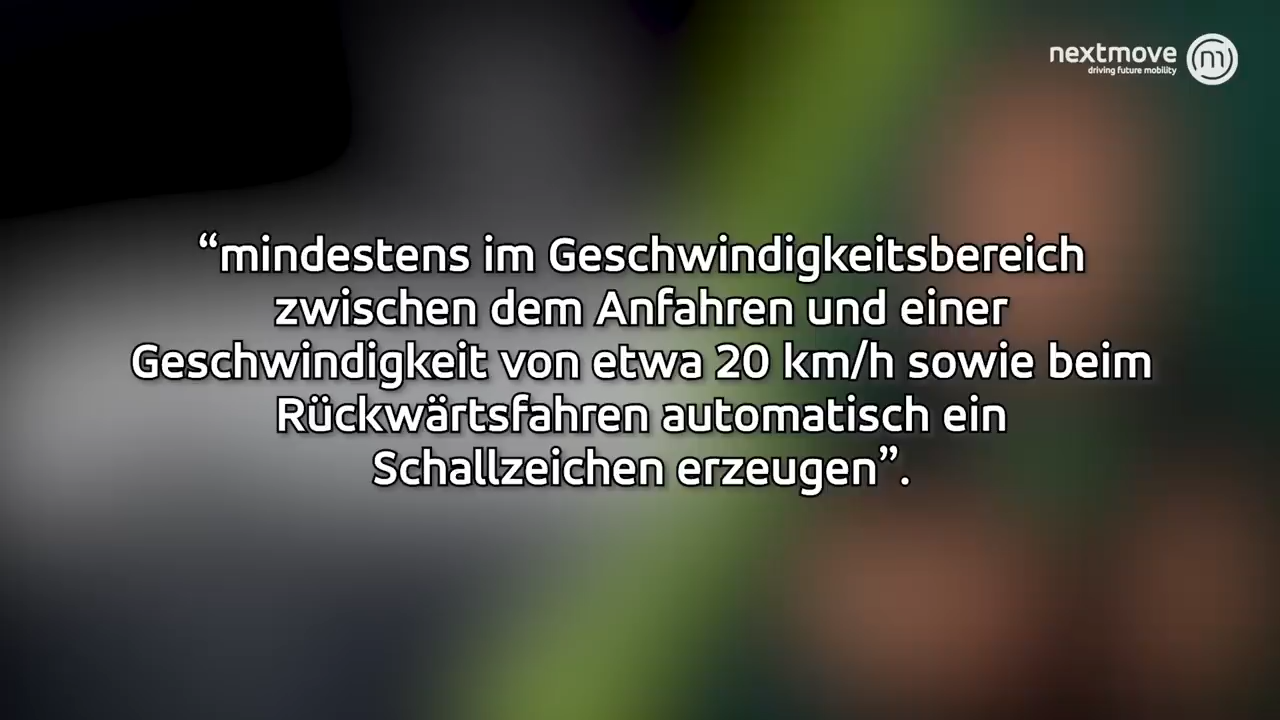 nextmove
driving future mobility
“mindestens im Geschwindigkeitsbereich
zwischen dem Anfahren und einer
Geschwindigkeit von etwa 20 km/h sowie beim
Rückwärtsfahren automatisch ein
Schallzeichen erzeugen”.